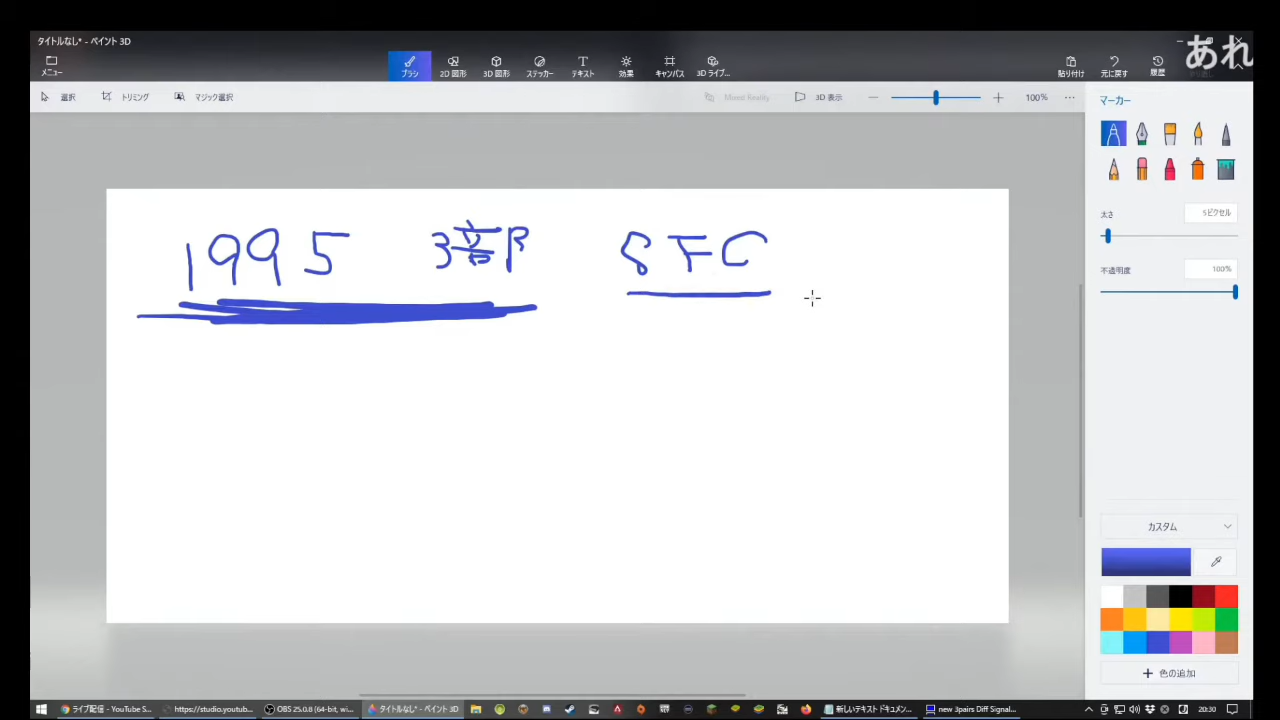 タイトルなし* - ペイント 3D
あれ
メニュー
ブラシ
2D 図形
3D 図形
ステッカー
テキスト
効果
キャンバス
3D ライブ...
貼り付け
元に戻す
履歴
選択
トリミング
マジック選択
Mixed Reality
3D 表示
100%
マーカー
太さ
5ピクセル
不透明度
100%
1995 3部 SFC
カスタム
色の追加
ライブ配信 - YouTube S...
https://studio.youtub...
OBS 25.0.8 (64-bit, wi...
タイトルなし* - ペイント 3D
新しいテキスト ドキュメン...
new 3pairs Diff Signal...
20:30